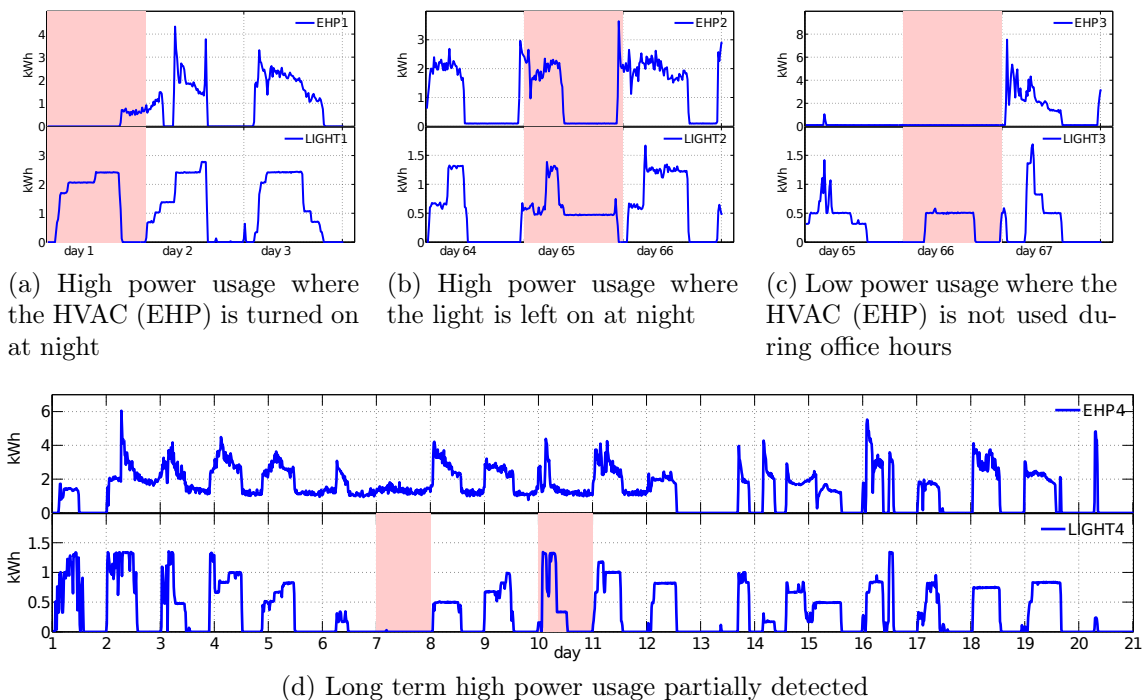 EHP1
kWh
4
3
2
1
0
LIGHT1
kWh
3
2
1
0
day 1 day 2 day 3
(a) High power usage where
the HVAC (EHP) is turned on
at night
EHP2
kWh
4
3
2
1
0
LIGHT2
kWh
1.5
1
0.5
0
day 64 day 65 day 66
(b) High power usage where
the light is left on at night
EHP3
kWh
8
6
4
2
0
LIGHT3
kWh
1.5
1
0.5
0
day 65 day 66 day 67
(c) Low power usage where the
HVAC (EHP) is not used du-
ring office hours
EHP4
kWh
6
4
2
0
LIGHT4
kWh
1.5
1
0.5
0
1 2 3 4 5 6 7 8 9 10 11 12 13 14 15 16 17 18 19 20 21
day
(d) Long term high power usage partially detected